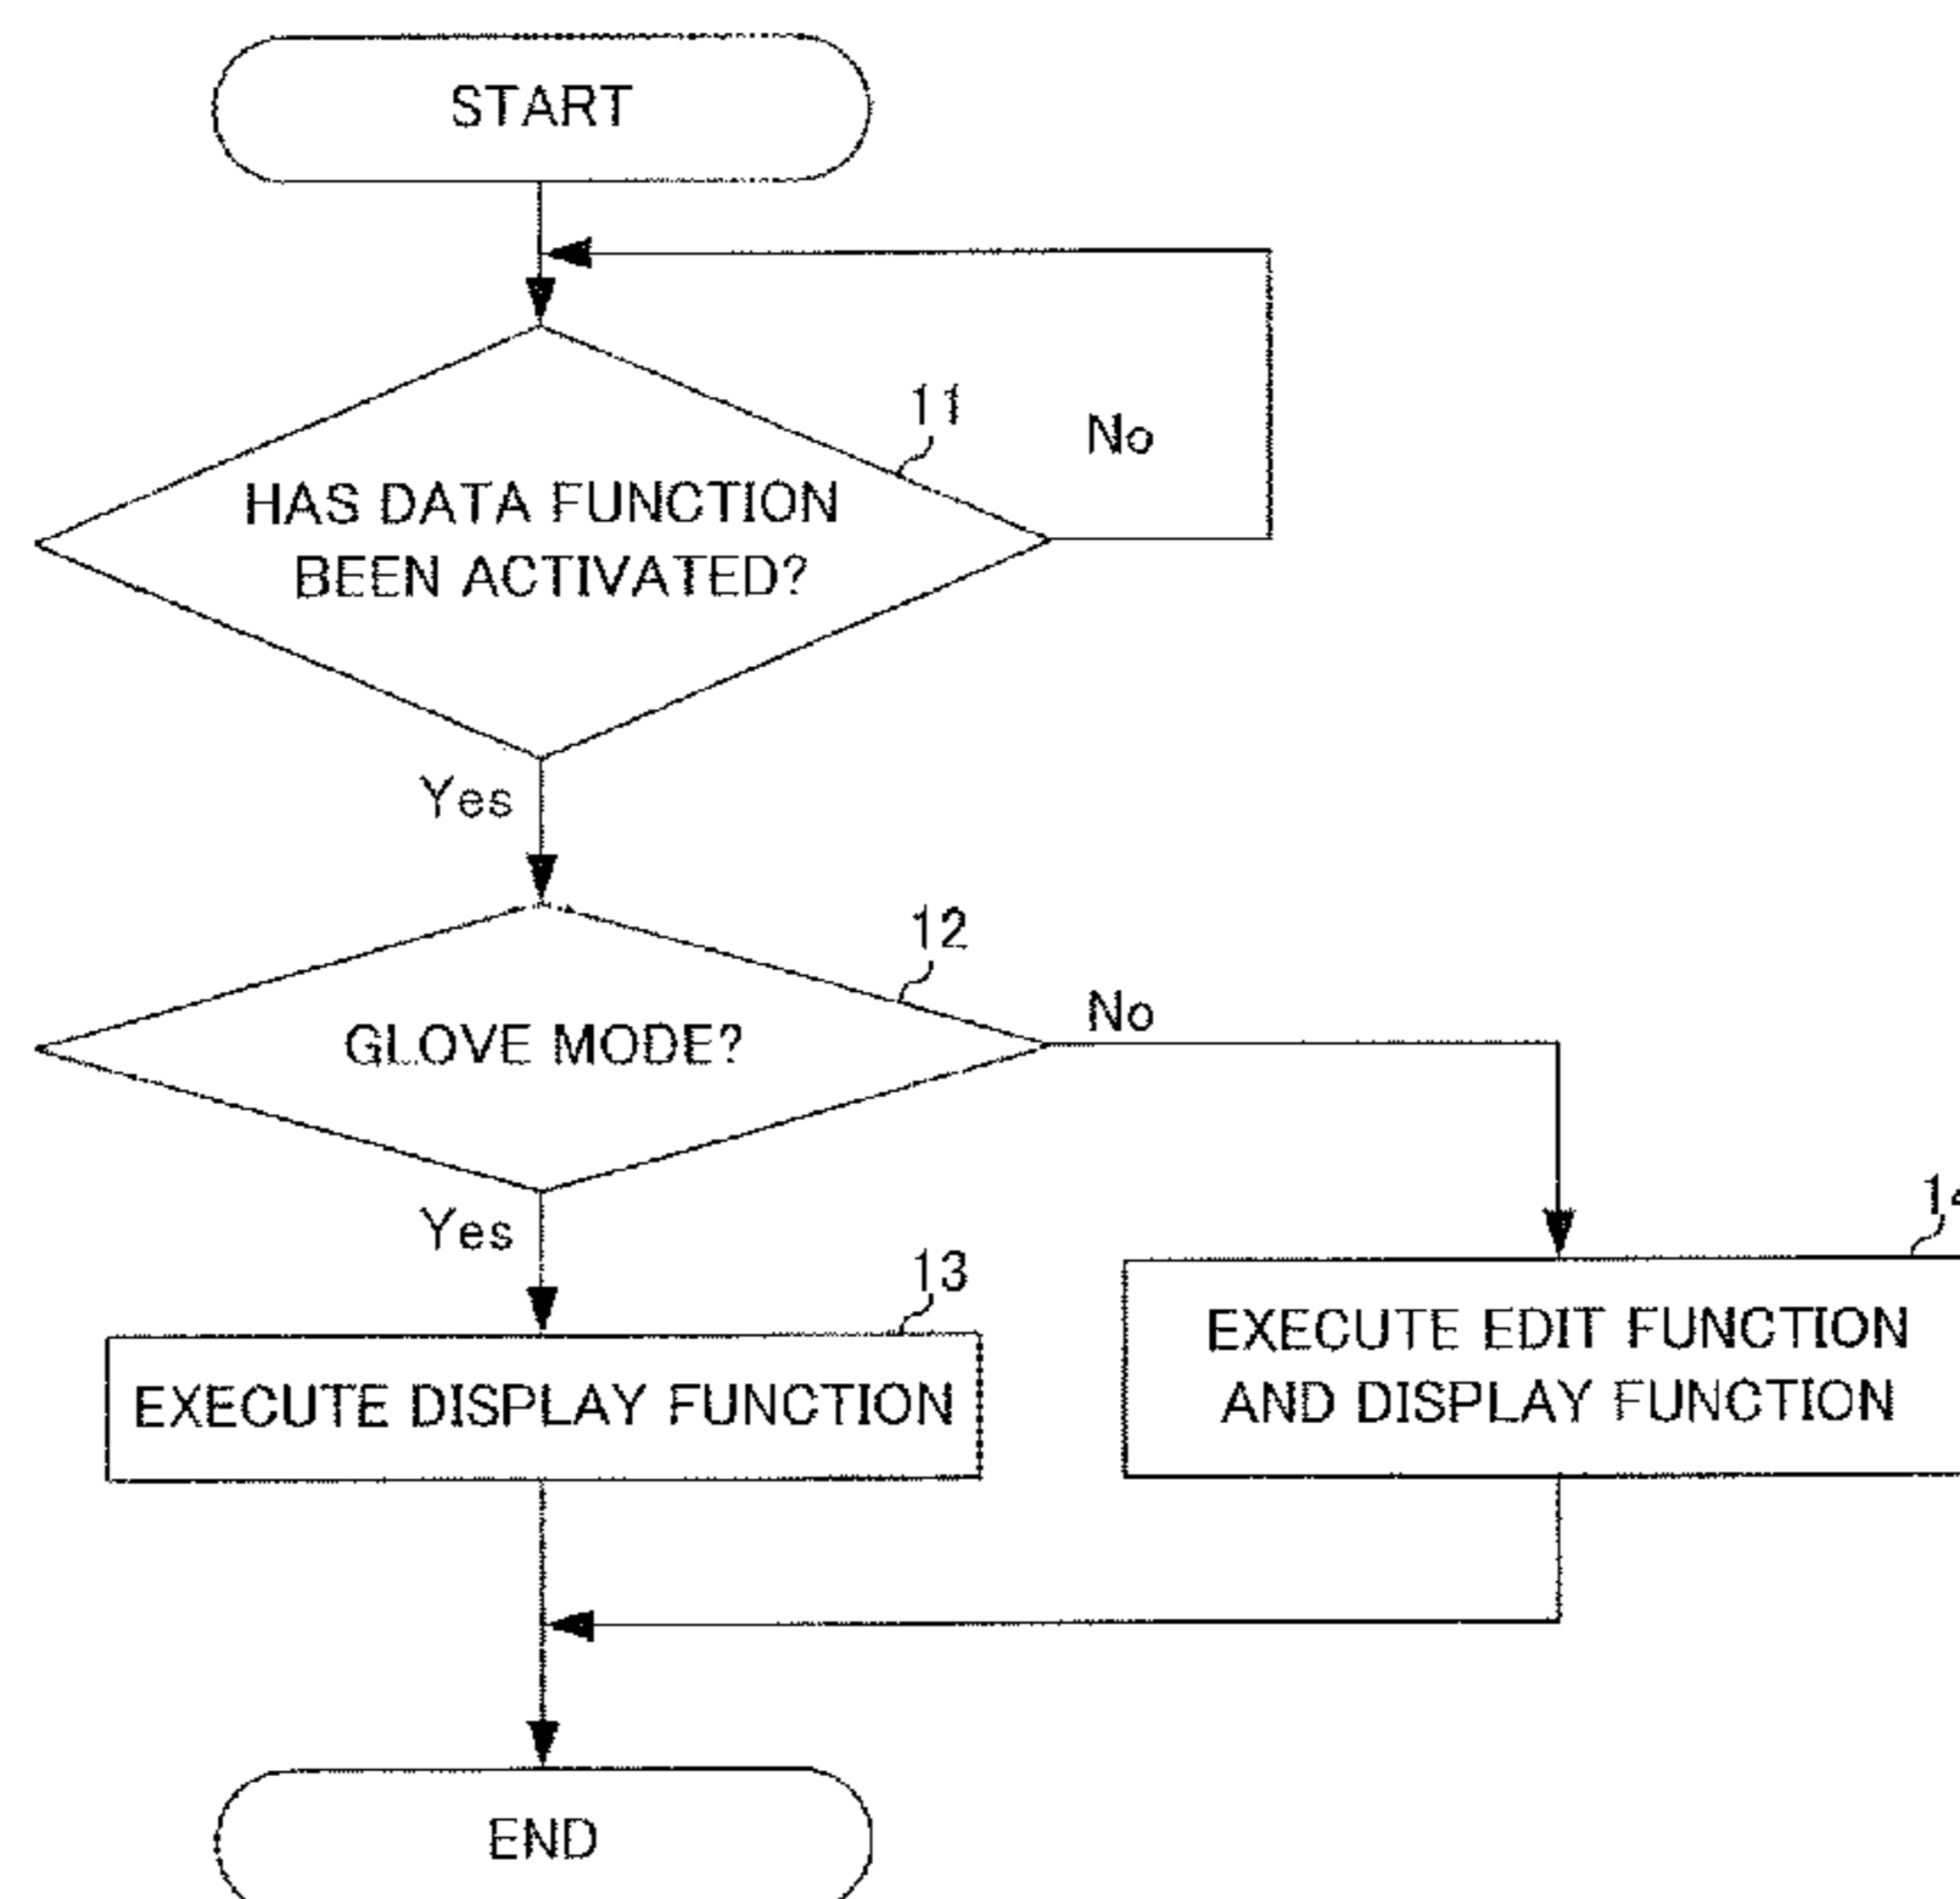 START
11
No
HAS DATA FUNCTION
BEEN ACTIVATED?
Yes
12
No
GLOVE MODE?
Yes
13
EXECUTE DISPLAY FUNCTION
14
EXECUTE EDIT FUNCTION
AND DISPLAY FUNCTION
END